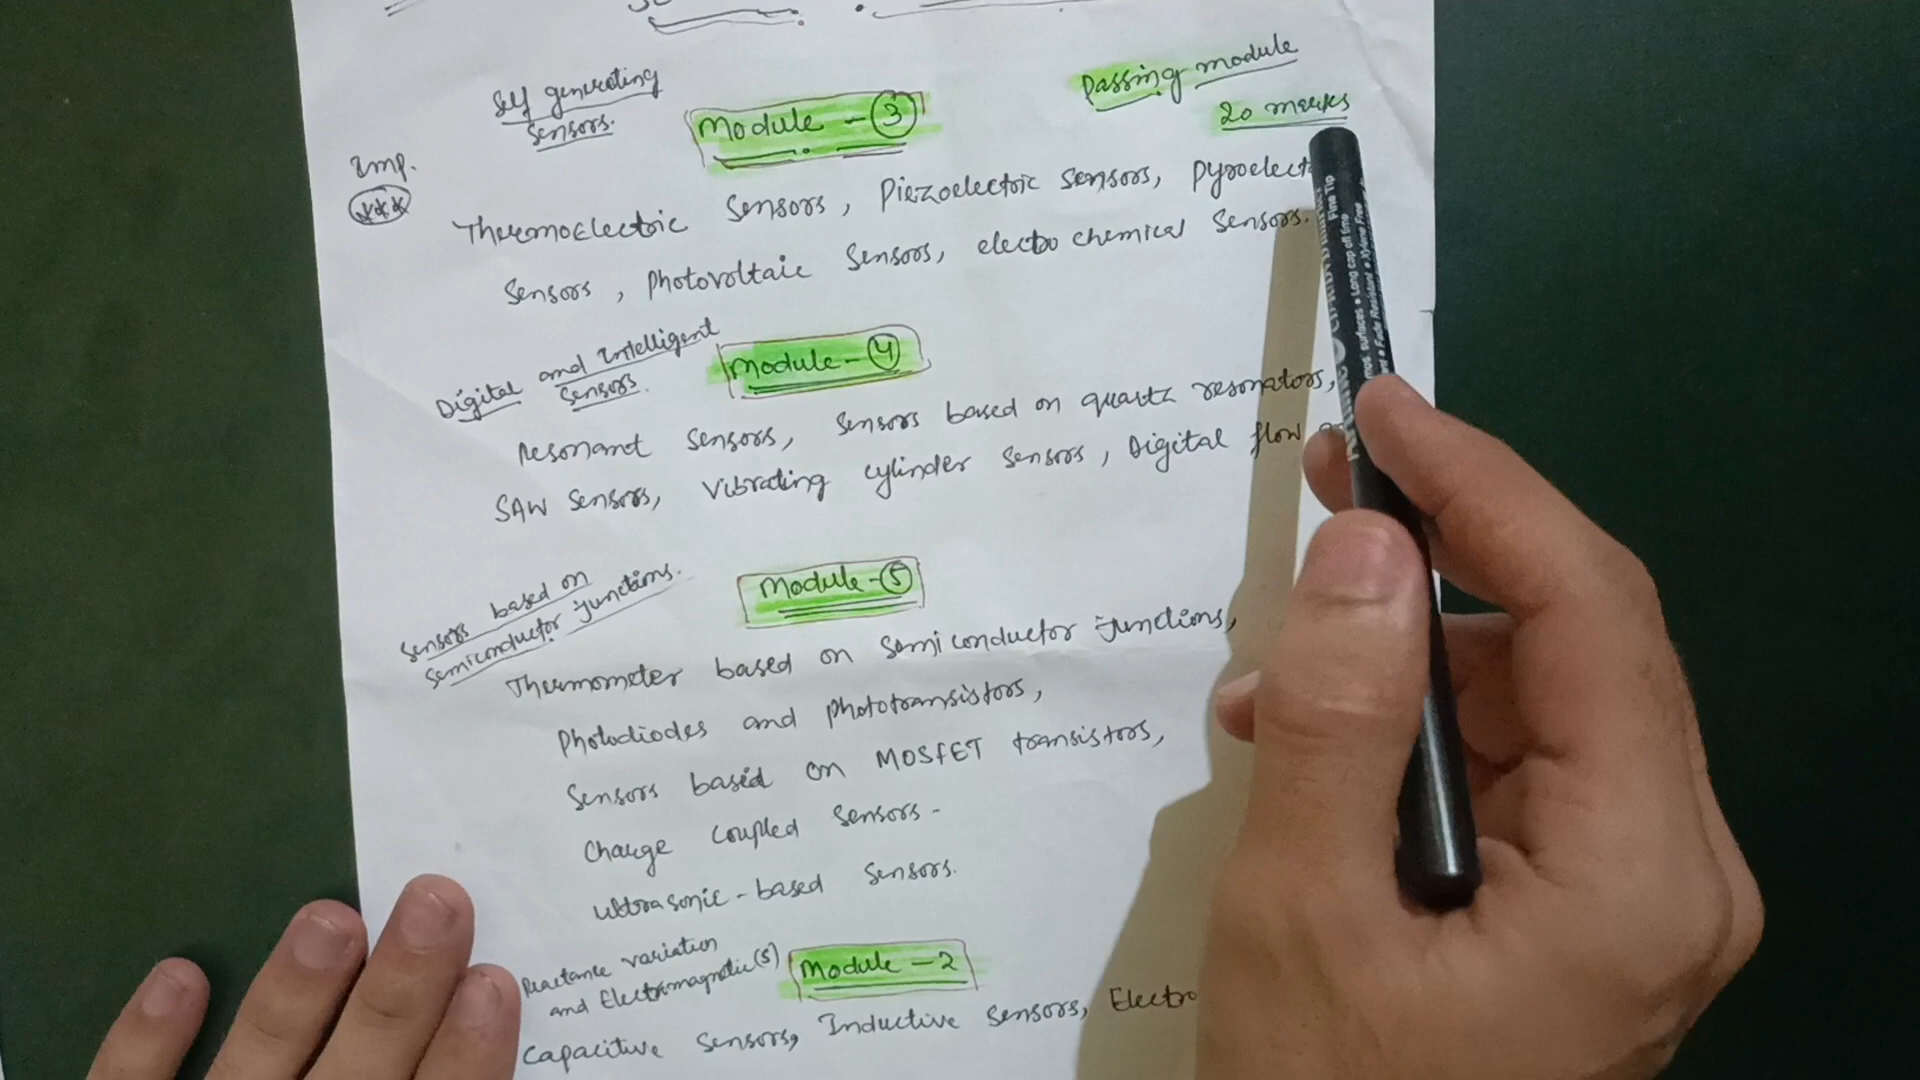 Self generating
Sensors.
Module - 3
Passing module
20 marks
Imp.
Thermoelectric Sensors, Piezoelectric Sensors, Pyroelect
Sensors, Photovoltaic Sensors, electro chemical Sensors.
Digital and Intelligent
Sensors.
Module - 4
Resonant Sensors, Sensors based on quartz resonators,
SAW Sensors, Vibrating cylinder Sensors, Digital flow
Sensors based on
Semiconductor Junctions.
Module - 5
Thermometer based on Semiconductor Junctions,
Photodiodes and Phototransistors,
Sensors based on MOSFET transistors,
Charge Coupled Sensors -
Ultrasonic - based Sensors.
Reactance variation
and Electromagnetic(s)
Module - 2
Capacitive Sensors, Inductive Sensors, Electro
Fine Tip